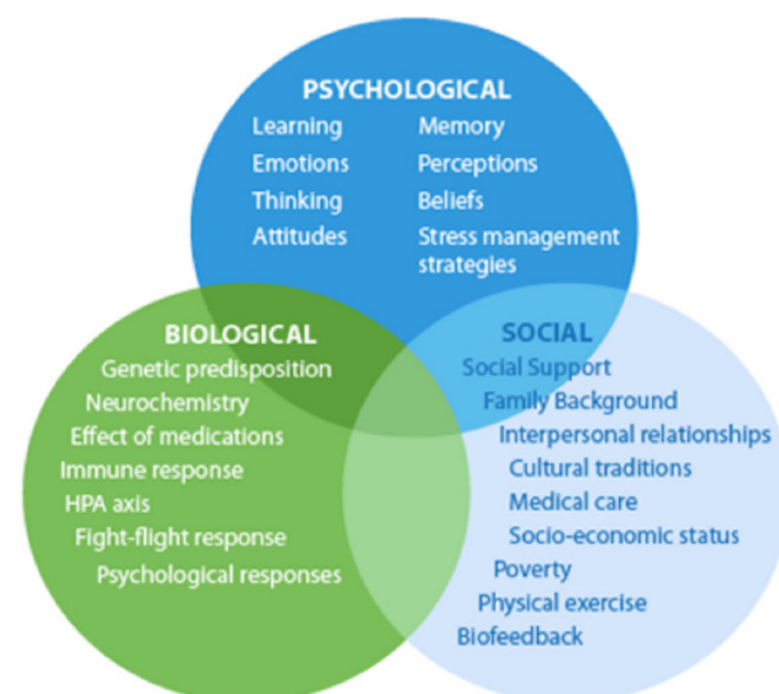 PSYCHOLOGICAL
Learning
Emotions
Thinking
Attitudes
Memory
Perceptions
Beliefs
Stress management
strategies
BIOLOGICAL
Genetic predisposition
Neurochemistry
Effect of medications
Immune response
HPA axis
Fight-flight response
Psychological responses
SOCIAL
Social Support
Family Background
Interpersonal relationships
Cultural traditions
Medical care
Socio-economic status
Poverty
Physical exercise
Biofeedback